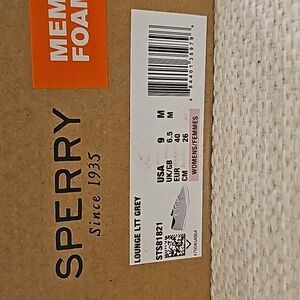 MEM
FOAM
SPERRY
Since 1935
LOUNGE LTT GREY
STS81821
USA 9 M
UK/GB 6.5 M
EUR 40
CM 26
WOMENS/FEMMES